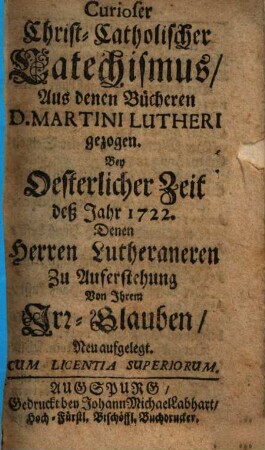 Curioser
Christ-Catholischer
Catechismus/
Aus denen Bücheren
D. MARTINI LUTHERI
gezogen.
Bey
Oesterlicher Zeit
deß Jahr 1722.
Denen
Herren Lutheraneren
Zu Auferstehung
Von Ihrem
Irr-Glauben/
Neu aufgelegt.
CUM LICENTIA SUPERIORUM.
AUGSPURG/
Gedruckt bey Johann Michael Labhart/
Hoch-Fürstl. Bischöffl. Buchdrucker.